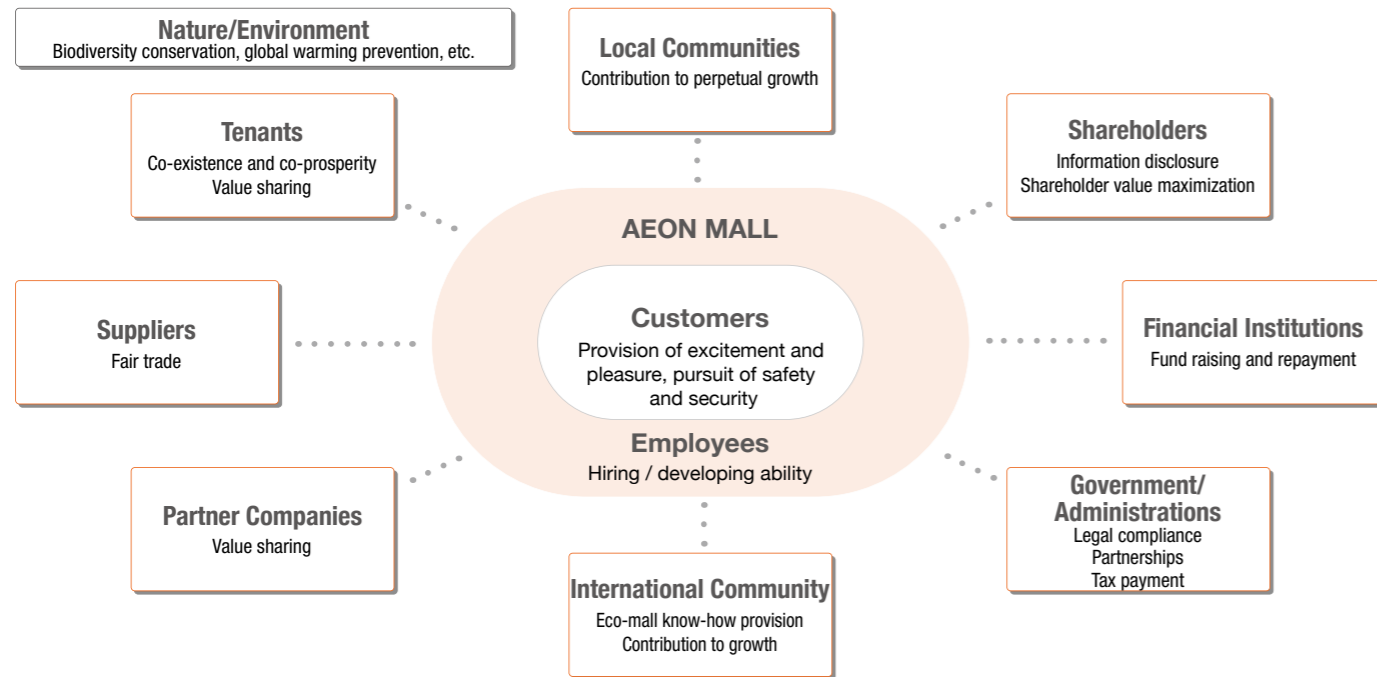 Nature/Environment
Biodiversity conservation, global warming prevention, etc.
Local Communities
Contribution to perpetual growth
Tenants
Co-existence and co-prosperity
Value sharing
Shareholders
Information disclosure
Shareholder value maximization
AEON MALL
Customers
Provision of excitement and
pleasure, pursuit of safety
and security
Employees
Hiring / developing ability
Suppliers
Fair trade
Financial Institutions
Fund raising and repayment
Partner Companies
Value sharing
International Community
Eco-mall know-how provision
Contribution to growth
Government/
Administrations
Legal compliance
Partnerships
Tax payment